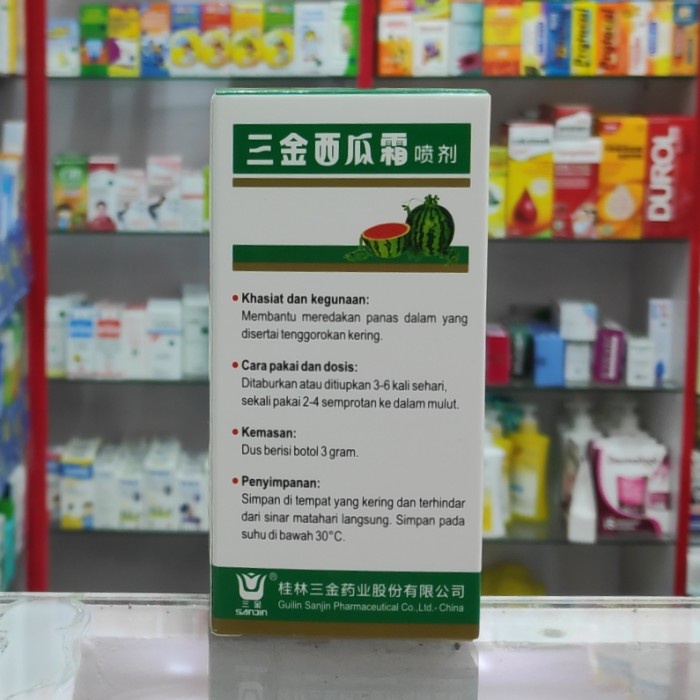 DUROL
三金西瓜霜喷剂
Khasiat dan kegunaan:
Membantu meredakan panas dalam yang
disertai tenggorokan kering.
Cara pakai dan dosis:
Ditaburkan atau ditiupkan 3-6 kali sehari,
sekali pakai 2-4 semprotan ke dalam mulut.
Kemasan:
Dus berisi botol 3 gram.
Penyimpanan:
Simpan di tempat yang kering dan terhindar
dari sinar matahari langsung. Simpan pada
suhu di bawah 30°C.
三金
SANJIN
®
桂林三金药业股份有限公司
Guilin Sanjin Pharmaceutical Co.,Ltd.- China